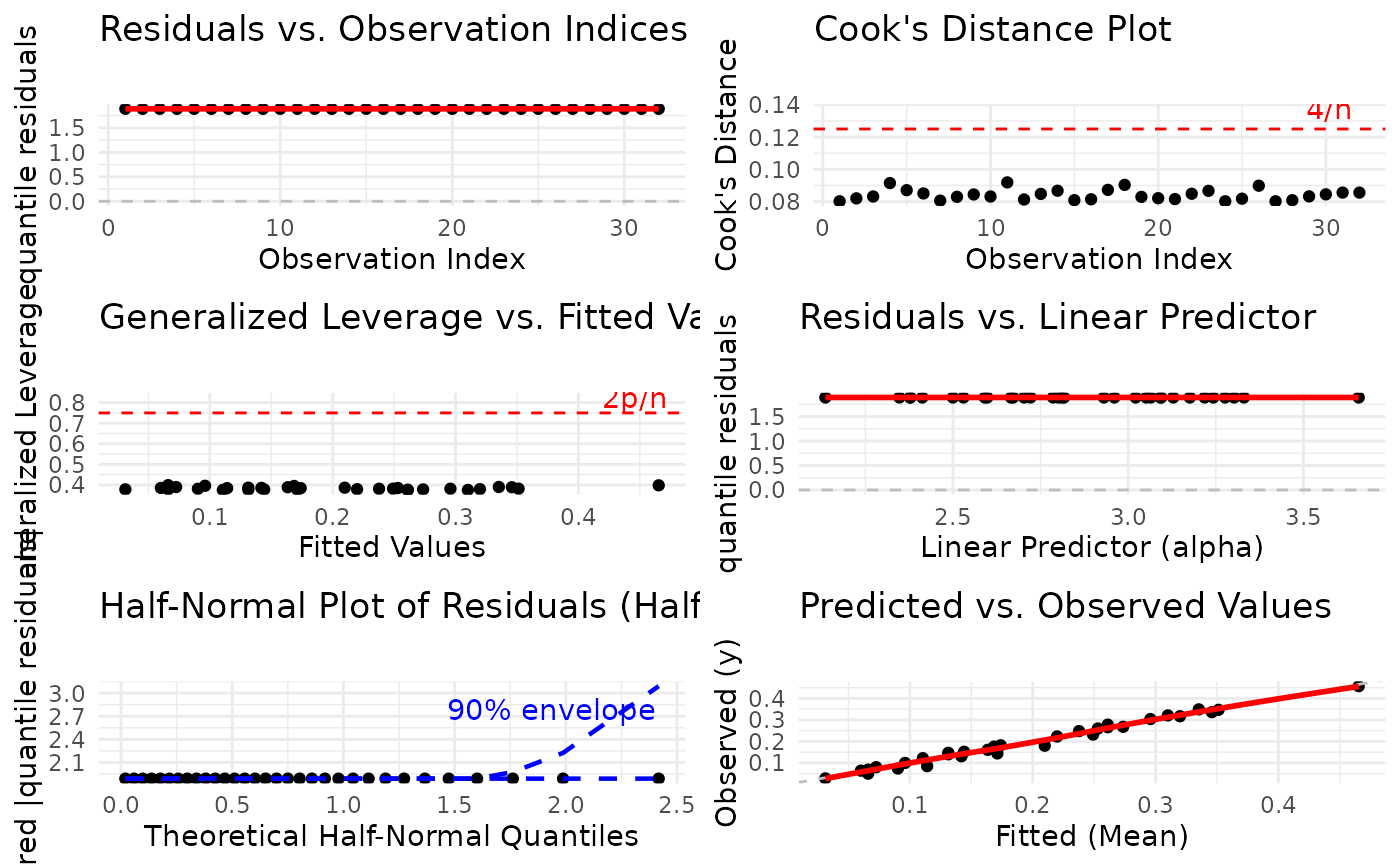 Residuals vs. Observation Indices
quantile residuals
1.5
1.0
0.5
0.0
0 10 20 30
Observation Index
Cook's Distance Plot
Cook's Distance
0.14
0.12
0.10
0.08
4/n
0 10 20 30
Observation Index
Generalized Leverage vs. Fitted Va
neralized Leverage
0.8
0.7
0.6
0.5
0.4
2p/n
0.1 0.2 0.3 0.4
Fitted Values
Residuals vs. Linear Predictor
quantile residuals
1.5
1.0
0.5
0.0
2.5 3.0 3.5
Linear Predictor (alpha)
Half-Normal Plot of Residuals (Half
red |quantile residuals|
3.0
2.7
2.4
2.1
90% envelope
0.0 0.5 1.0 1.5 2.0 2.5
Theoretical Half-Normal Quantiles
Predicted vs. Observed Values
Observed (y)
0.4
0.3
0.2
0.1
0.1 0.2 0.3 0.4
Fitted (Mean)